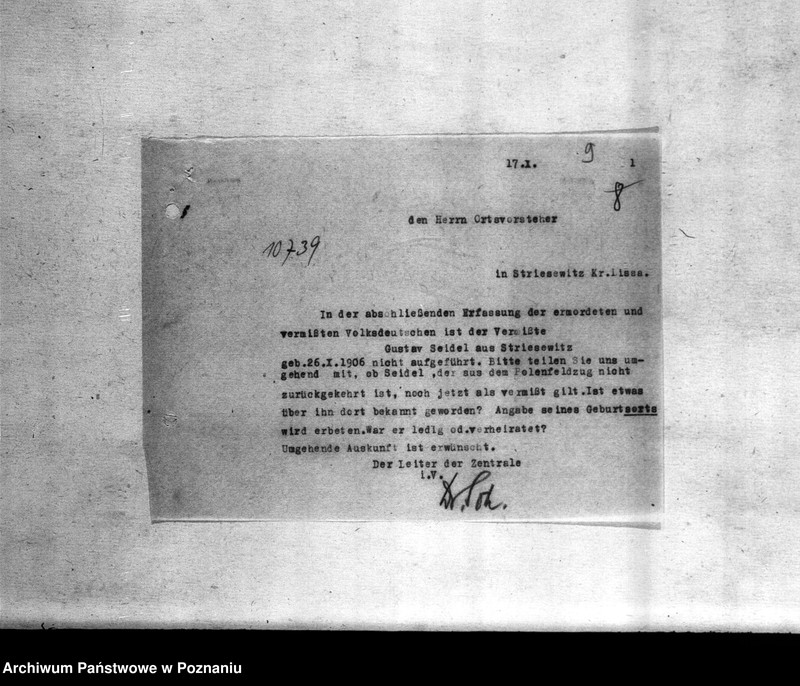 17.X. 9 1
8
den Herrn Ortsvorsteher
10739
in Striesewitz Kr.Lissa.
In der abschließenden Erfassung der ermordeten und
vermißten Volksdeutschen ist der Vermißte
Gustav Seidel aus Striesewitz
geb.26.X.1906 nicht aufgeführt. Bitte teilen Sie uns um-
gehend mit, ob Seidel ,der aus dem Polenfeldzug nicht
zurückgekehrt ist, noch jetzt als vermißt gilt.Ist etwas
über ihn dort bekannt geworden? Angabe seines Geburtsorts
wird erbeten.War er ledig od.verheiratet?
Umgehende Auskunft ist erwünscht.
Der Leiter der Zentrale
i.V.
Dr.
Archiwum Państwowe w Poznaniu